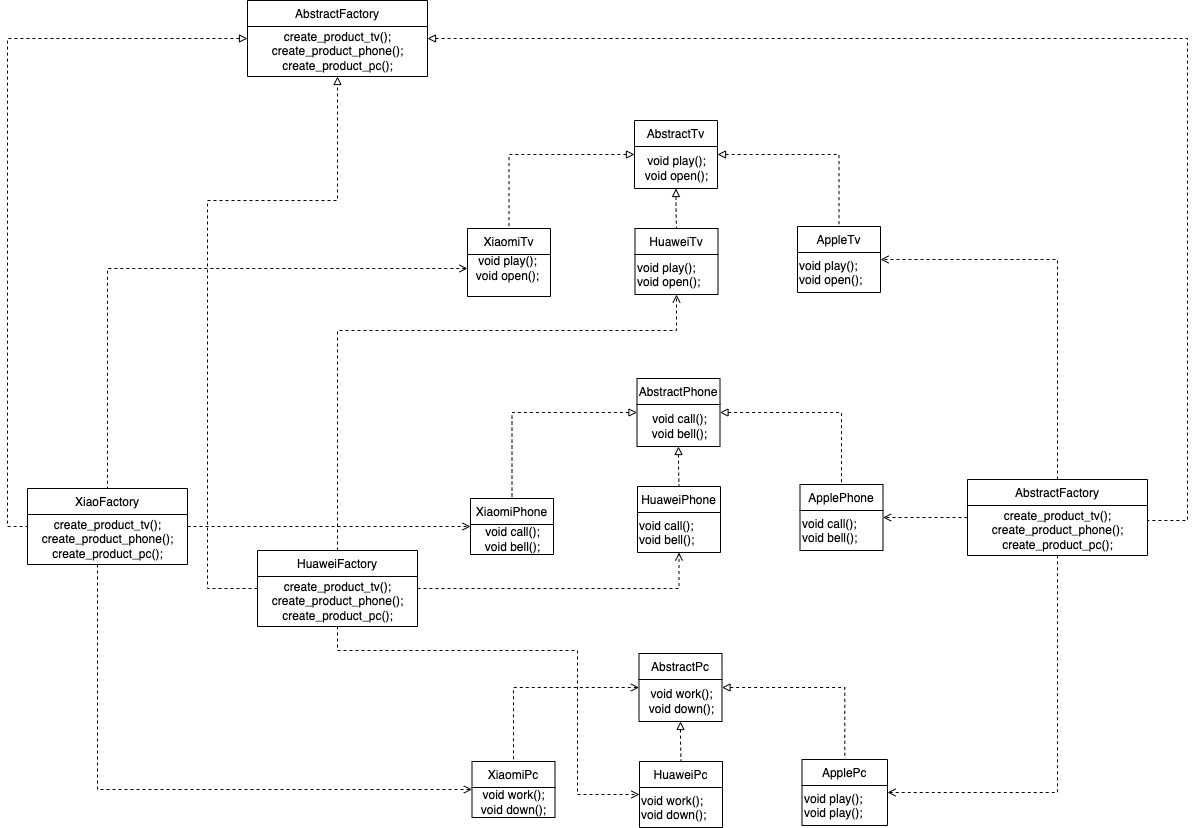 AbstractFactory
create_product_tv();
create_product_phone();
create_product_pc();
AbstractTv
void play();
void open();
XiaomiTv
void play();
void open();
HuaweiTv
void play();
void open();
AppleTv
void play();
void open();
AbstractPhone
void call();
void bell();
XiaoFactory
create_product_tv();
create_product_phone();
create_product_pc();
XiaomiPhone
void call();
void bell();
HuaweiPhone
void call();
void bell();
ApplePhone
void call();
void bell();
AbstractFactory
create_product_tv();
create_product_phone();
create_product_pc();
HuaweiFactory
create_product_tv();
create_product_phone();
create_product_pc();
AbstractPc
void work();
void down();
XiaomiPc
void work();
void down();
HuaweiPc
void work();
void down();
ApplePc
void play();
void play();